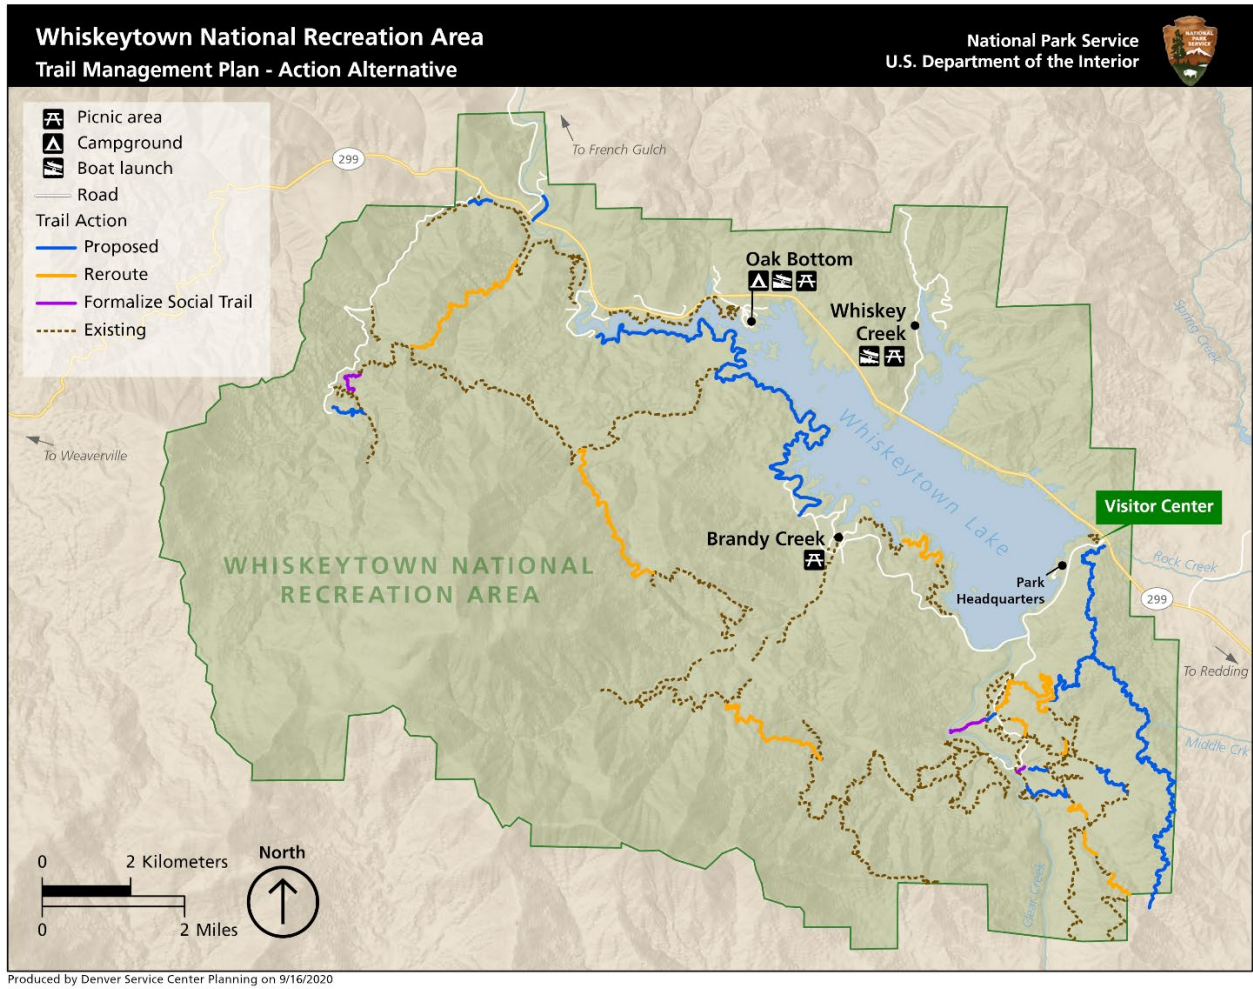 Whiskeytown National Recreation Area
Trail Management Plan - Action Alternative
National Park Service
U.S. Department of the Interior
NATIONAL
PARK
SERVICE
Picnic area
Campground
Boat launch
Road
Trail Action
Proposed
Reroute
Formalize Social Trail
Existing
299
To French Gulch
Oak Bottom
Whiskey
Creek
Spring Creek
To Weaverville
Whiskeytown Lake
Visitor Center
Brandy Creek
WHISKEYTOWN NATIONAL
RECREATION AREA
Park
Headquarters
Rock Creek
299
To Redding
Middle Crk
Clear Creek
0
2 Kilometers
0
2 Miles
North
Produced by Denver Service Center Planning on 9/16/2020